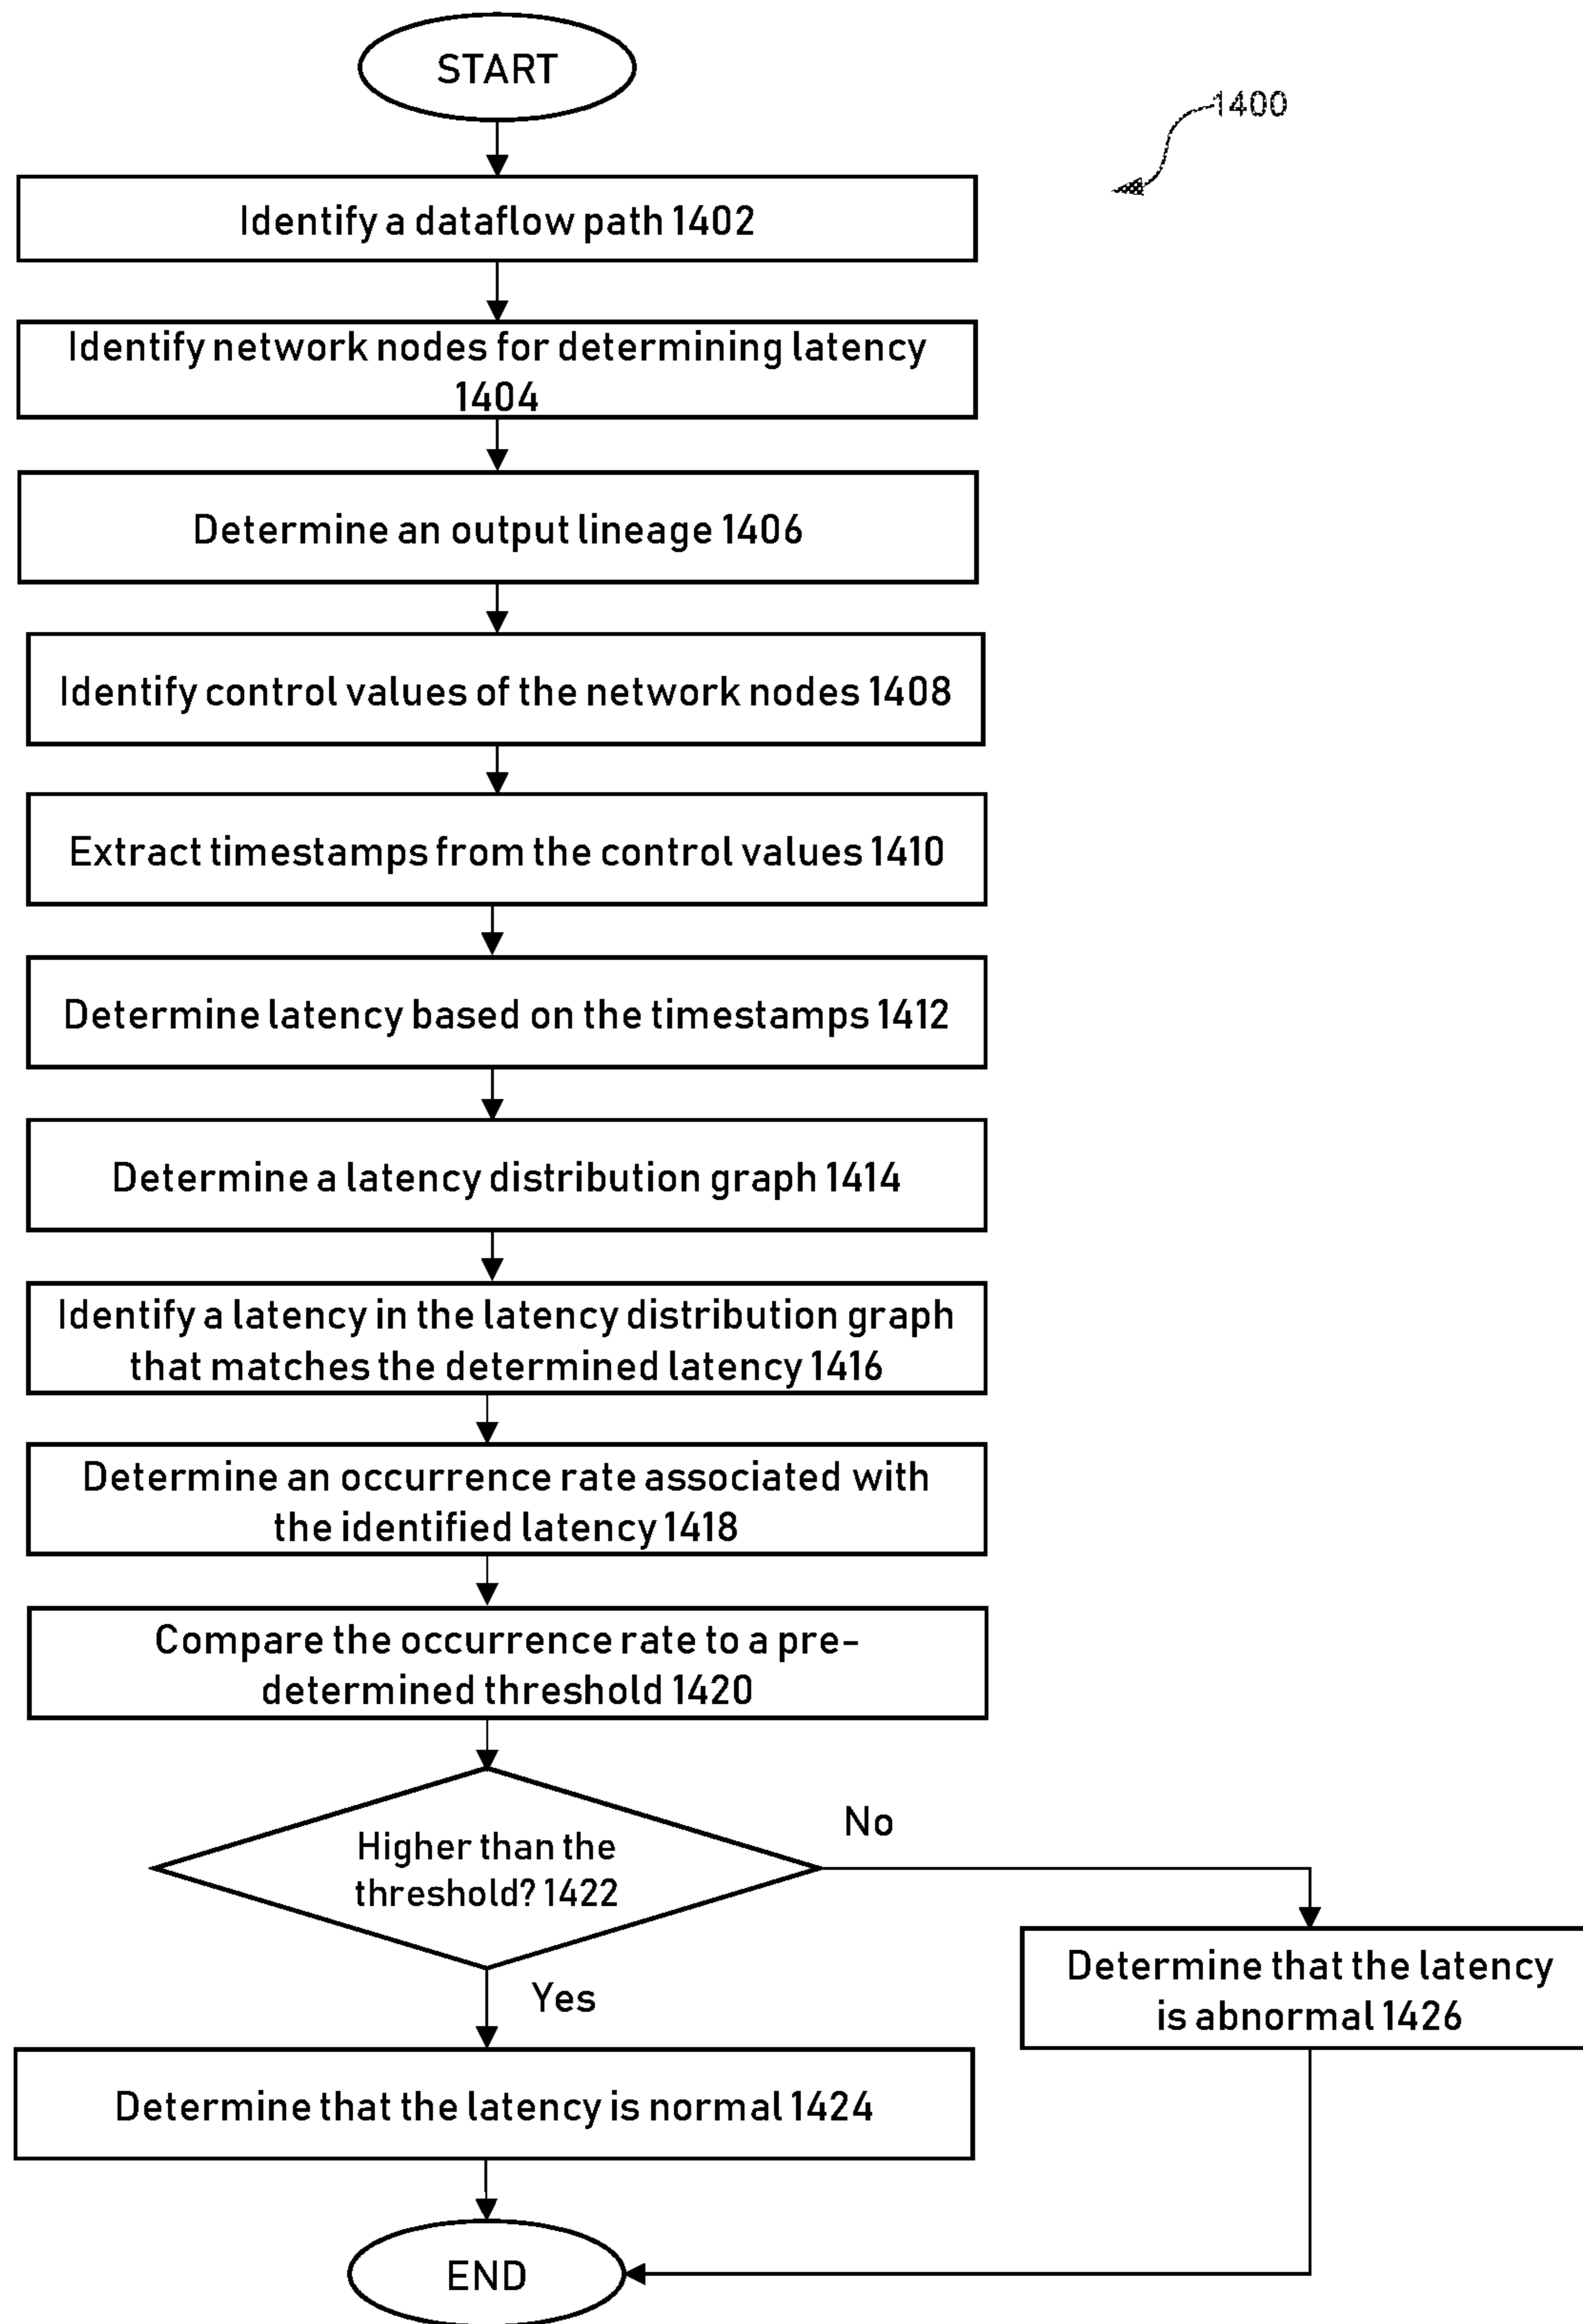 START
1400
Identify a dataflow path 1402
Identify network nodes for determining latency
1404
Determine an output lineage 1406
Identify control values of the network nodes 1408
Extract timestamps from the control values 1410
Determine latency based on the timestamps 1412
Determine a latency distribution graph 1414
Identify a latency in the latency distribution graph
that matches the determined latency 1416
Determine an occurrence rate associated with
the identified latency 1418
Compare the occurrence rate to a pre-
determined threshold 1420
Higher than the
threshold? 1422
No
Yes
Determine that the latency
is abnormal 1426
Determine that the latency is normal 1424
END